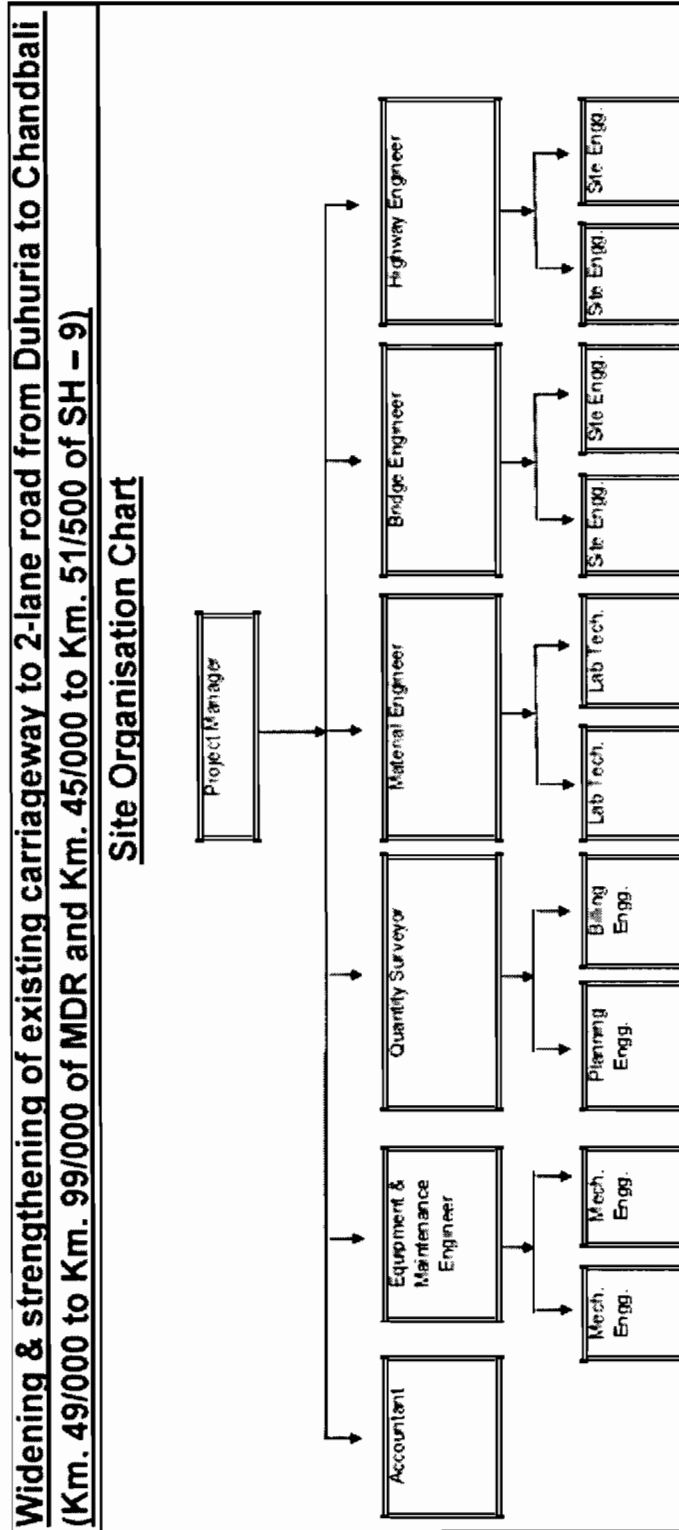 Widening & strengthening of existing carriageway to 2-lane road from Duhuria to Chandbali
(Km. 49/000 to Km. 99/000 of MDR and Km. 45/000 to Km. 51/500 of SH – 9)
Site Organisation Chart
Project Manager
Accountant
Equipment &
Maintenance
Engineer
Quantity Surveyor
Material Engineer
Bridge Engineer
Highway Engineer
Mech.
Engg.
Mech.
Engg.
Planning
Engg.
Billing
Engg.
Lab Tech.
Lab Tech.
Site Engg.
Site Engg.
Site Engg.
Site Engg.